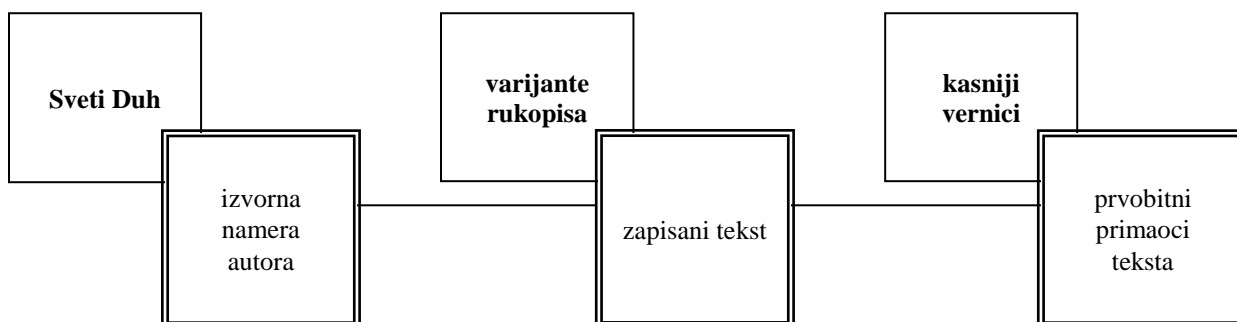 Sveti Duh
varijante
rukopisa
kasniji
vernici
izvorna
namera
autora
zapisani tekst
prvobitni
primaoci
teksta